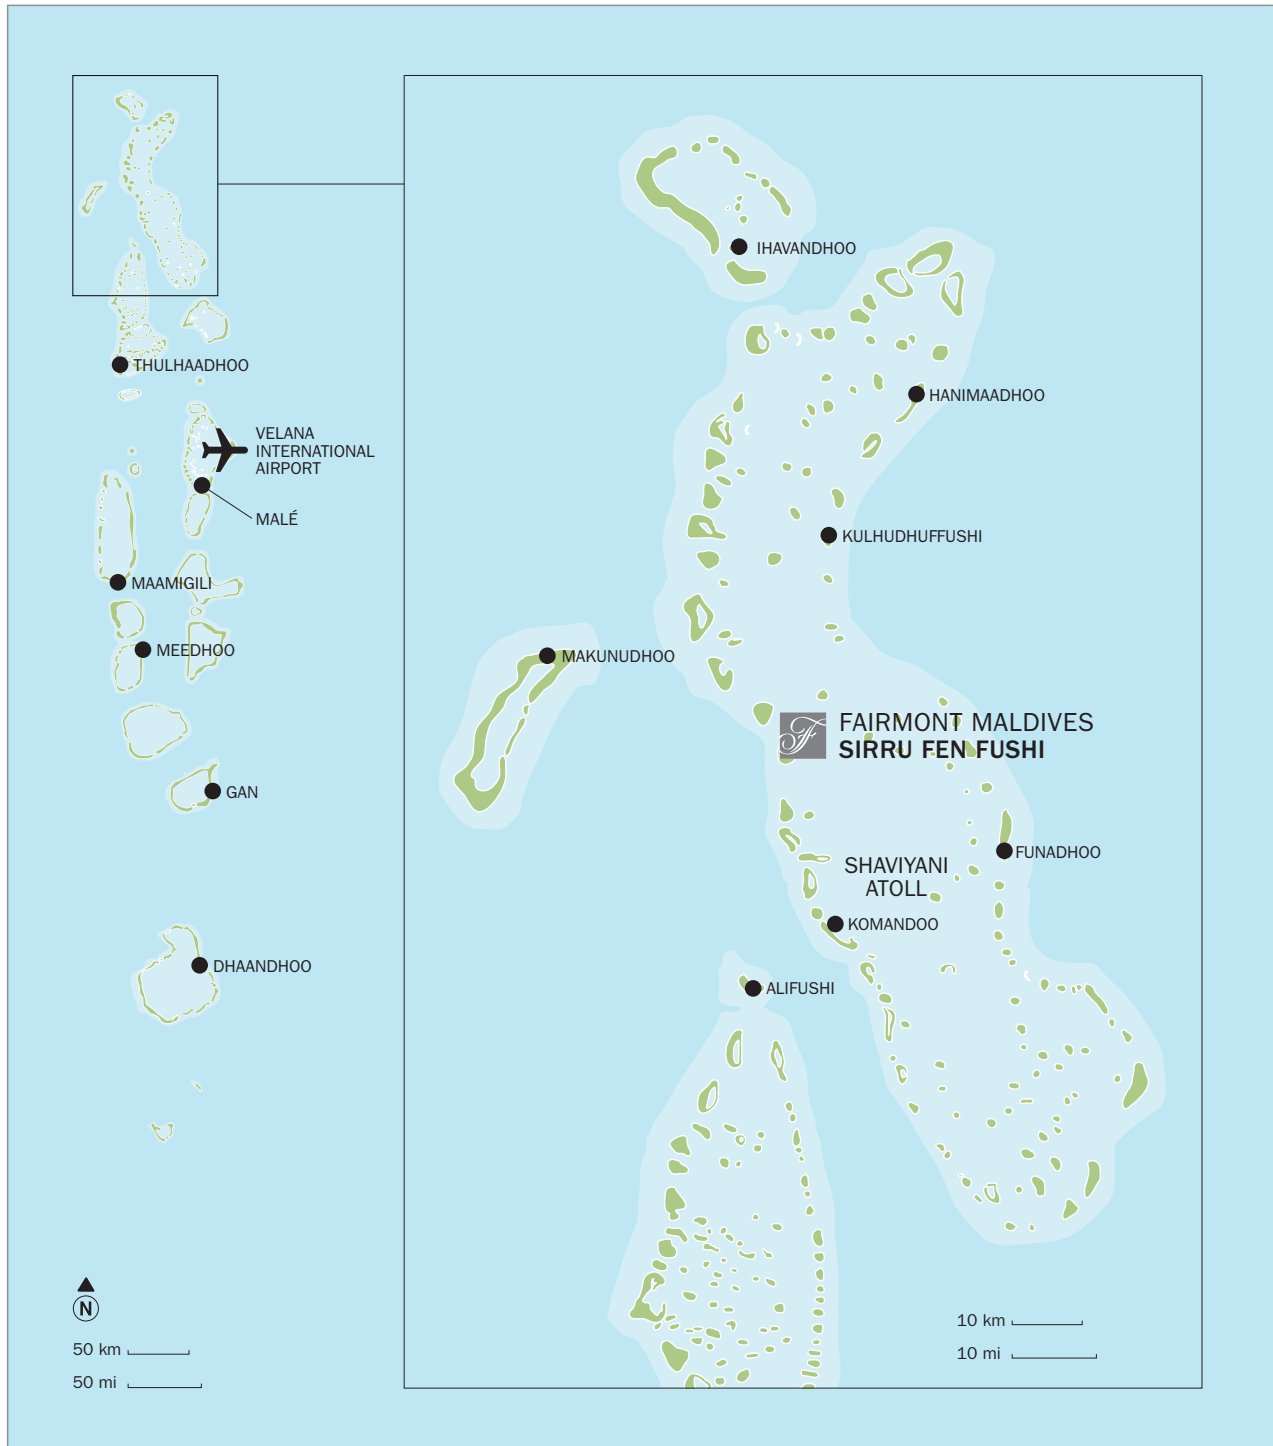 IHAVANDHOO
HANIMAADHOO
THULHAADHOO
VELANA
INTERNATIONAL
AIRPORT
MALÉ
KULHUDHUFFUSHI
MAAMIGILI
MEEDHOO
MAKUNUDHOO
F FAIRMONT MALDIVES
SIRRU FEN FUSHI
GAN
FUNADHOO
SHAVIYANI
ATOLL
KOMANDOO
DHAANDHOO
ALIFUSHI
N
50 km
50 mi
10 km
10 mi